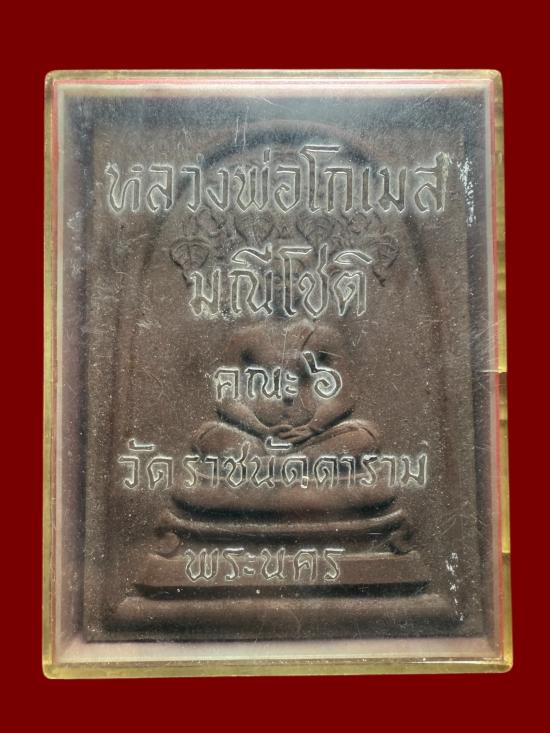 หลวงพ่อโกเมส
มณีโชติ
คณะ ๖
วัดราชนัดดาราม
พระนคร